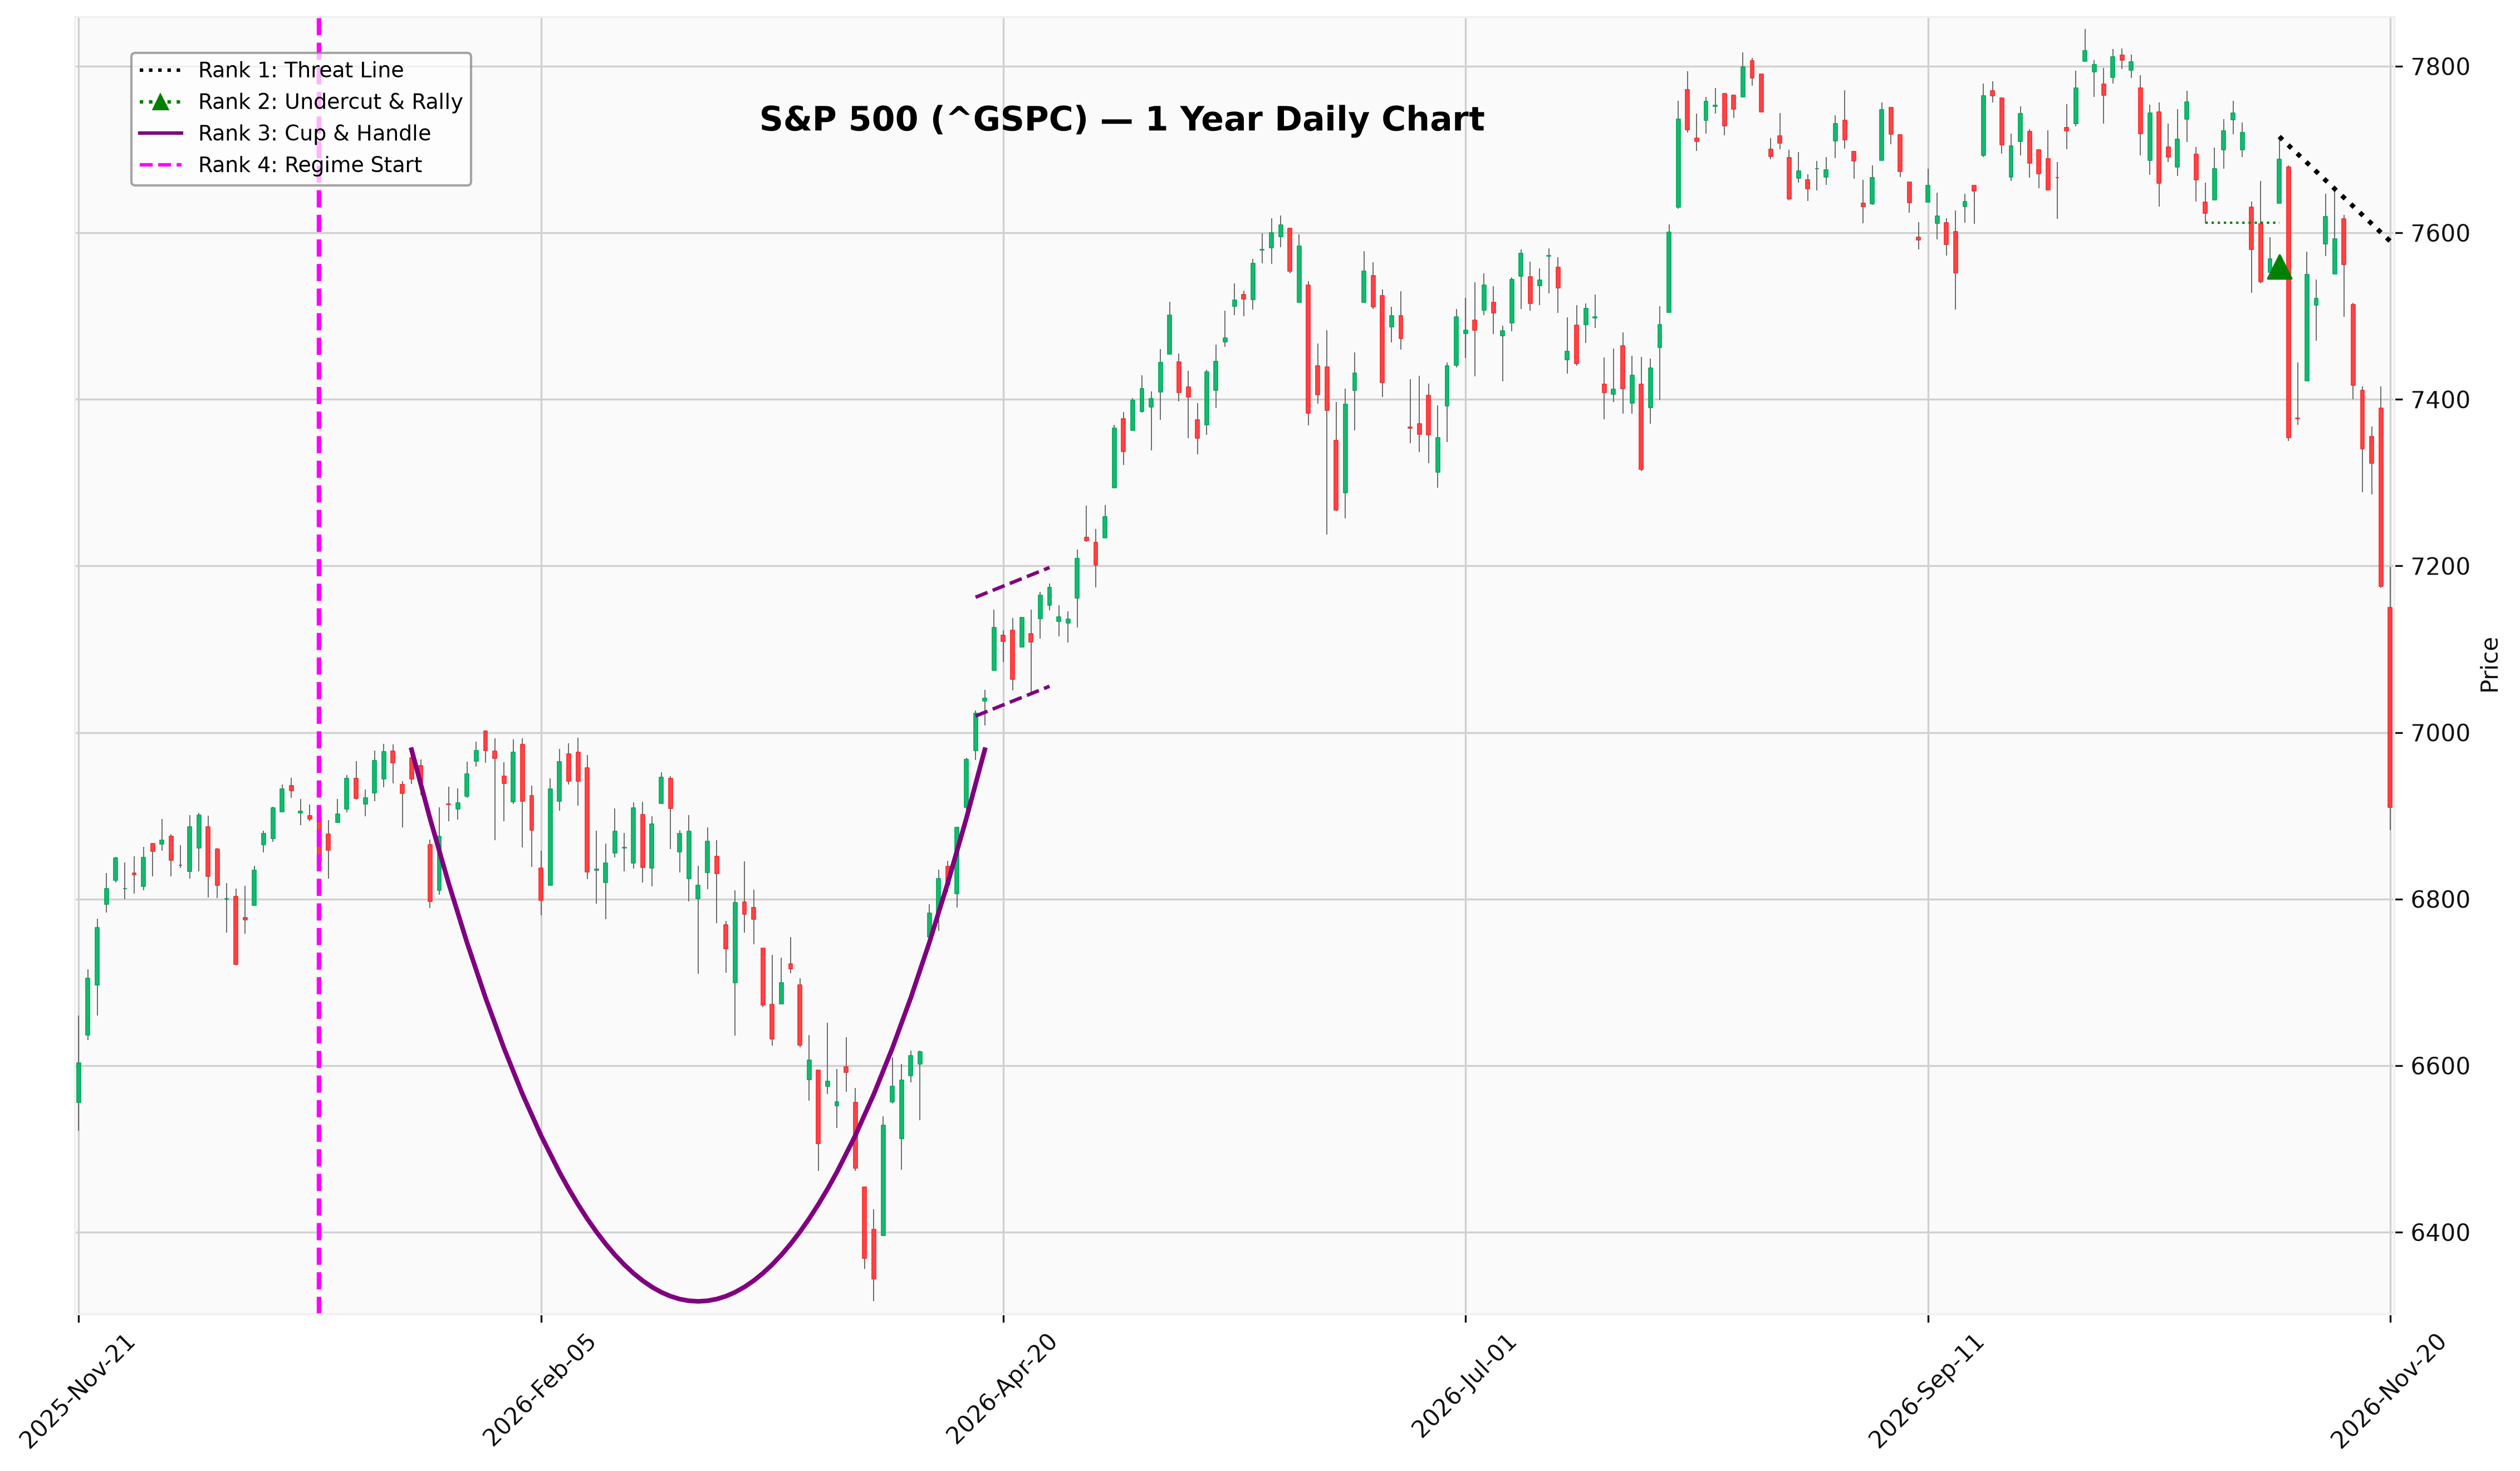 Rank 1: Threat Line
Rank 2: Undercut & Rally
Rank 3: Cup & Handle
Rank 4: Regime Start
S&P 500 (^GSPC) — 1 Year Daily Chart
7800
7600
7400
7200
7000
6800
6600
6400
Price
2025-Nov-21
2026-Feb-05
2026-Apr-20
2026-Jul-01
2026-Sep-11
2026-Nov-20